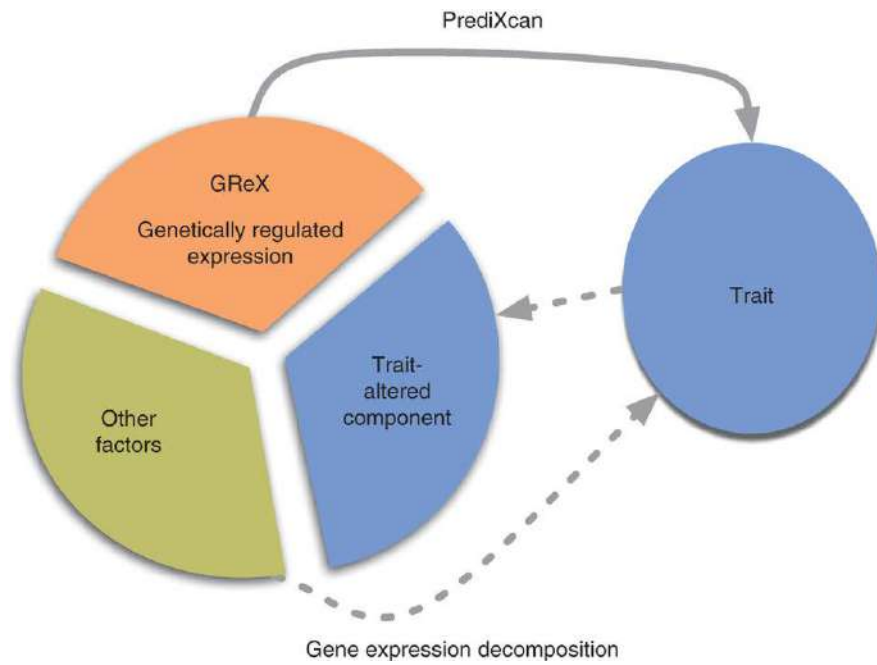 PrediXcan
GReX
Genetically regulated
expression
Trait
Trait-
altered
component
Other
factors
Gene expression decomposition